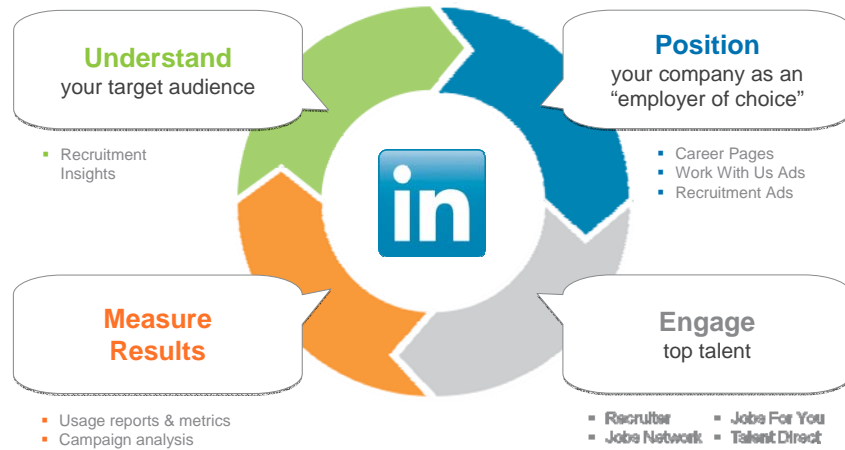 Understand
your target audience
Recruitment
Insights
Position
your company as an
“employer of choice”
Career Pages
Work With Us Ads
Recruitment Ads
in
Measure
Results
Usage reports & metrics
Campaign analysis
Engage
top talent
Recruiter
Jobs Network
Jobs For You
Talent Direct